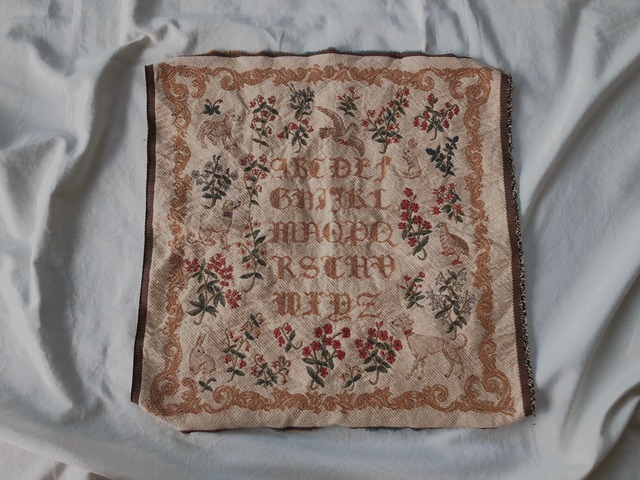 ABCDEF
GHIJKL
MNOPQ
RSTUV
WXYZ